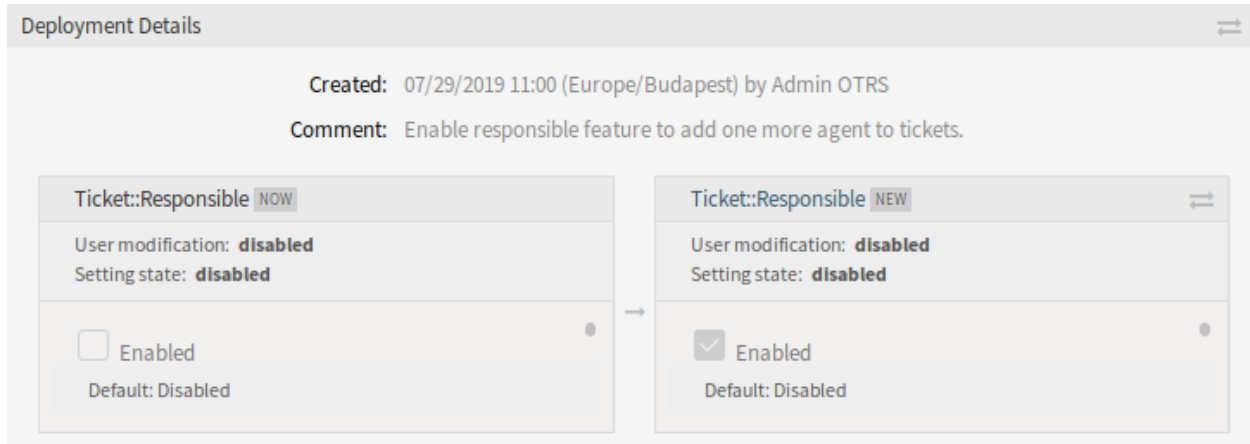 Deployment Details
Created: 07/29/2019 11:00 (Europe/Budapest) by Admin OTRS
Comment: Enable responsible feature to add one more agent to tickets.
Ticket::Responsible NOW
User modification: disabled
Setting state: disabled
Enabled
Default: Disabled
Ticket::Responsible NEW
User modification: disabled
Setting state: disabled
Enabled
Default: Disabled